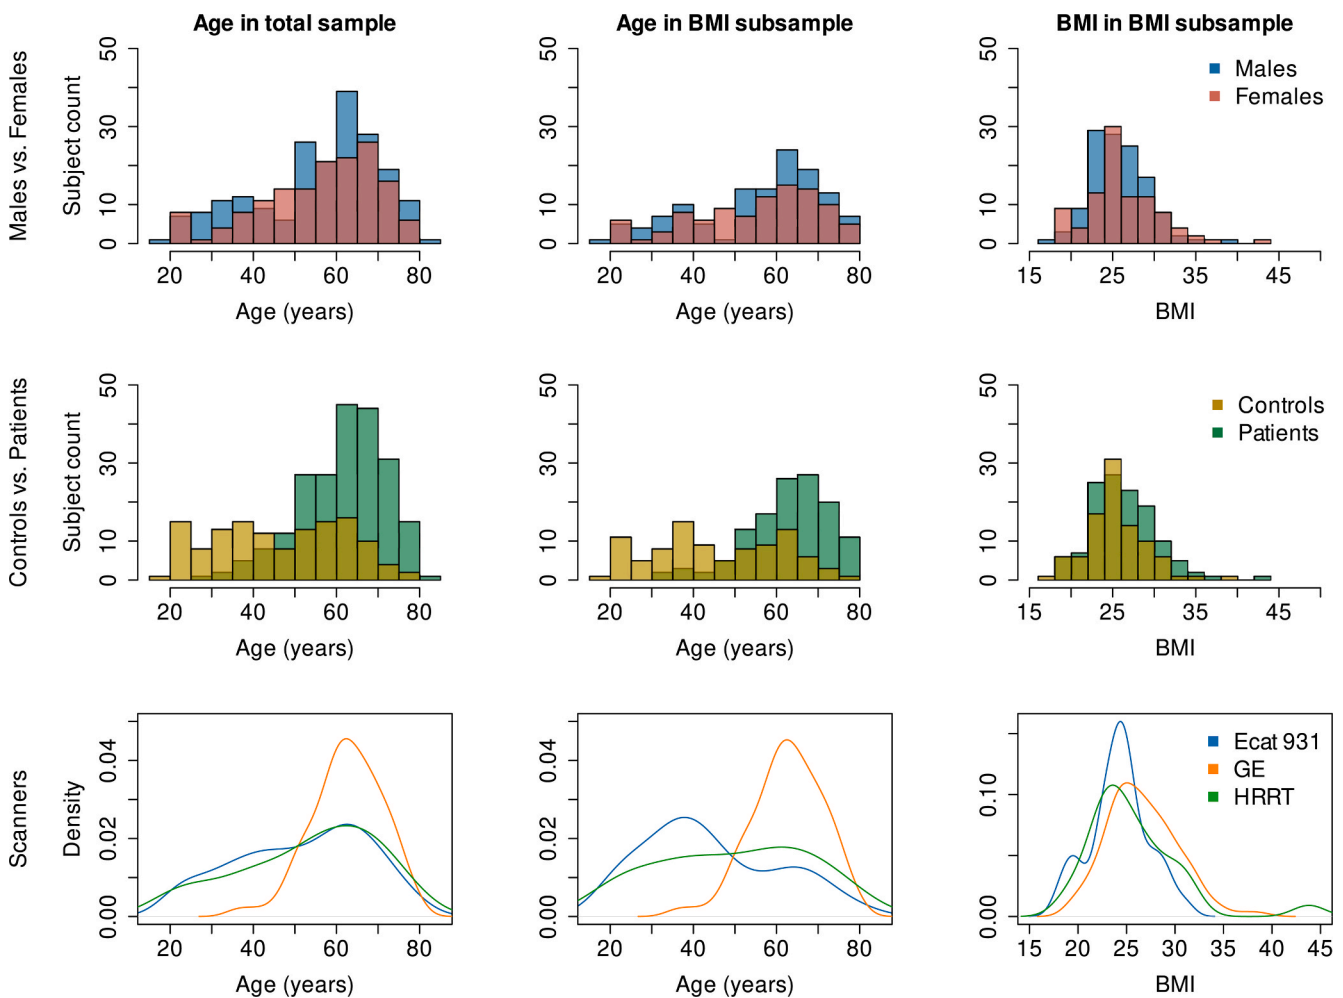 Age in total sample
Age in BMI subsample
BMI in BMI subsample
Males vs. Females
Subject count
0 10 30 50
20 40 60 80
Age (years)
0 10 30 50
20 40 60 80
Age (years)
0 10 30 50
15 25 35 45
BMI
Males
Females
Controls vs. Patients
Subject count
0 10 30 50
20 40 60 80
Age (years)
0 10 30 50
20 40 60 80
Age (years)
0 10 30 50
15 25 35 45
BMI
Controls
Patients
Scanners
Density
0.00 0.02 0.04
20 40 60 80
Age (years)
0.00 0.02 0.04
20 40 60 80
Age (years)
0.00 0.10
15 20 25 30 35 40 45
BMI
Ecat 931
GE
HRRT